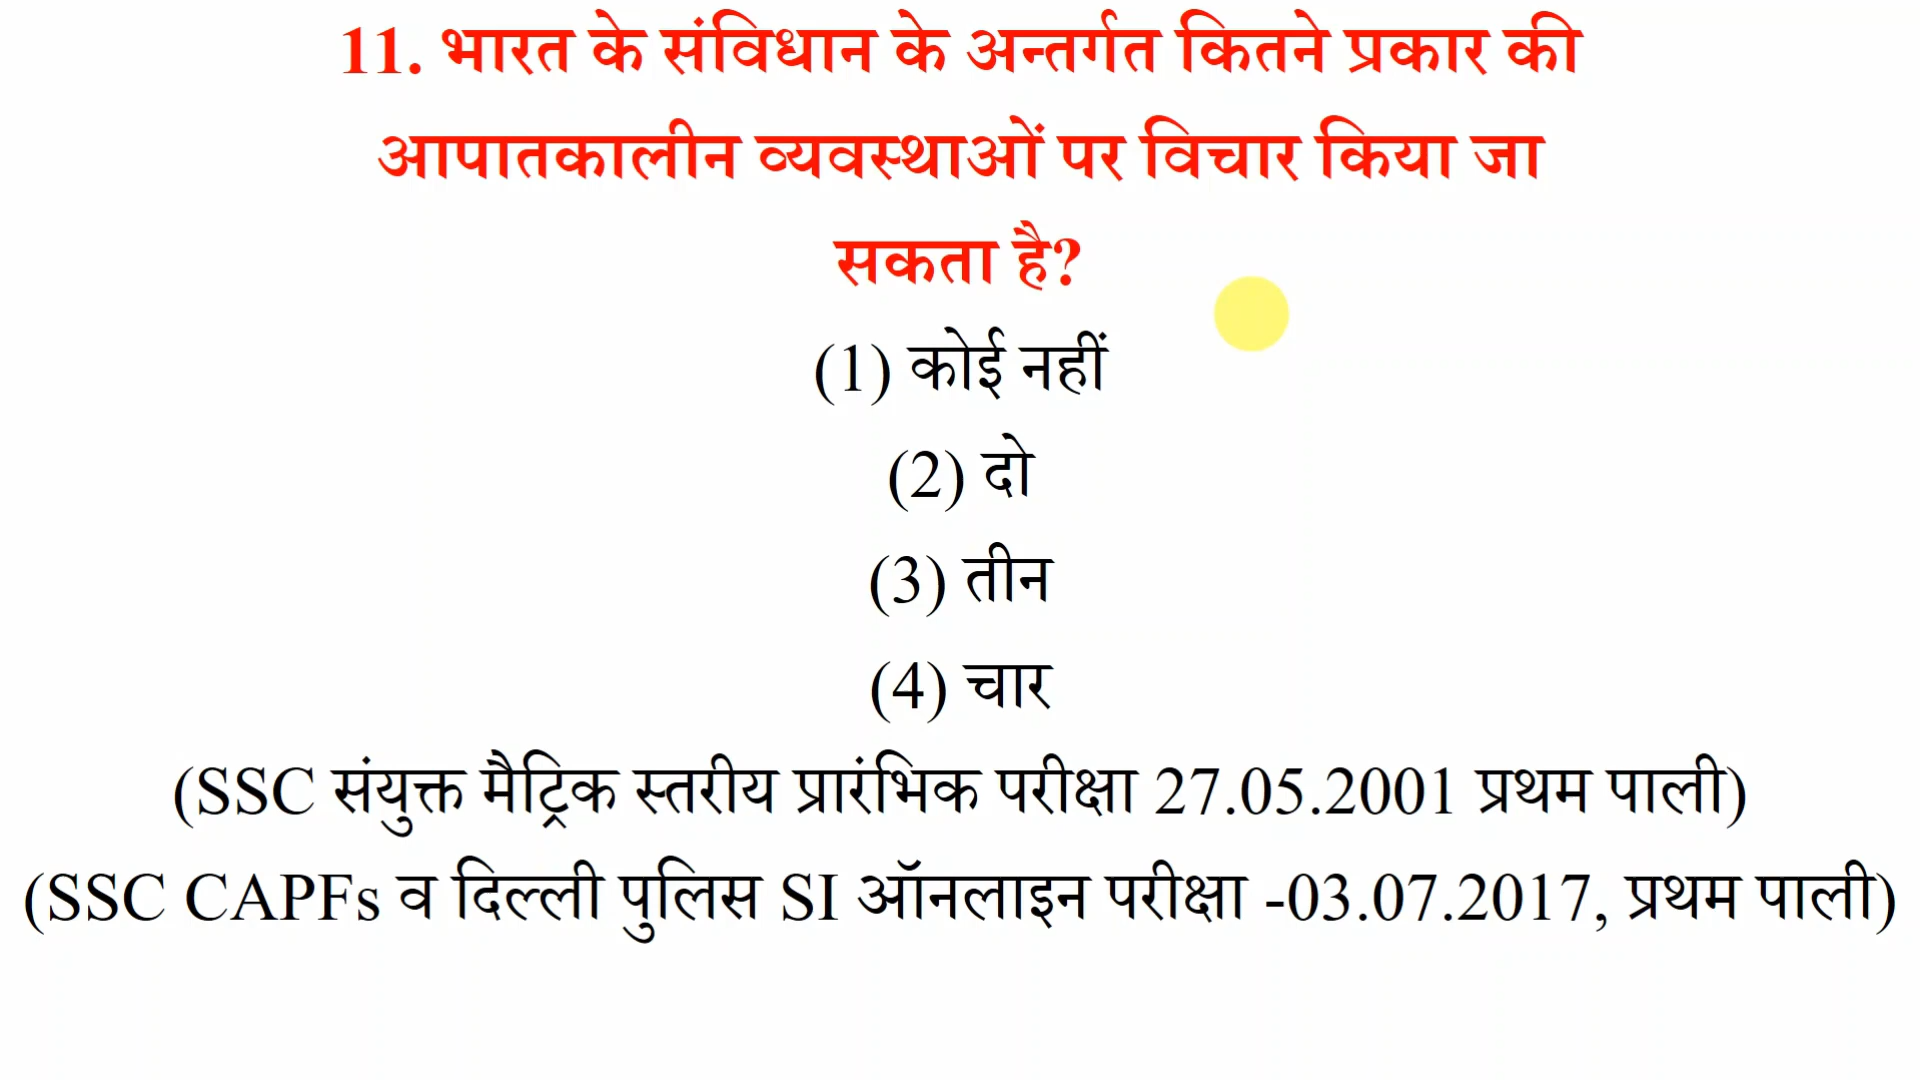 11. भारत के संविधान के अन्तर्गत कितने प्रकार की
आपातकालीन व्यवस्थाओं पर विचार किया जा
सकता है?
(1) कोई नहीं
(2) दो
(3) तीन
(4) चार
(SSC संयुक्त मैट्रिक स्तरीय प्रारंभिक परीक्षा 27.05.2001 प्रथम पाली)
(SSC CAPFs व दिल्ली पुलिस SI ऑनलाइन परीक्षा -03.07.2017, प्रथम पाली)